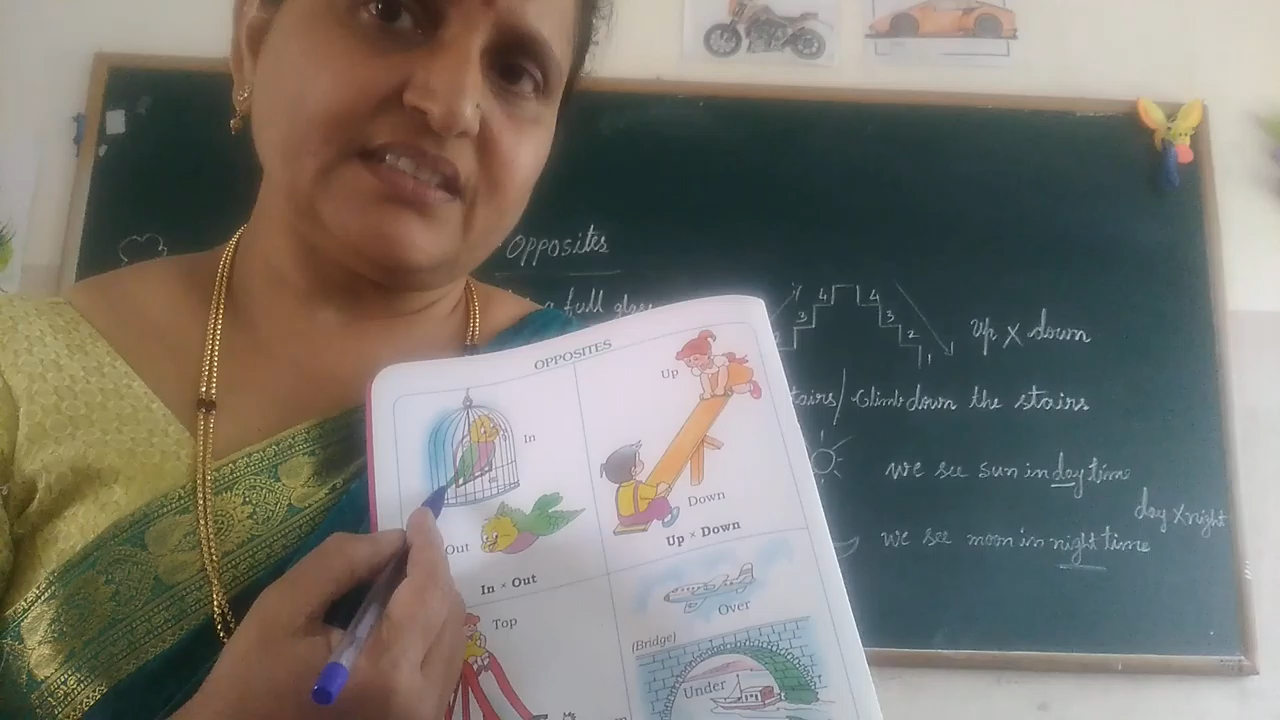 OPPOSITES
a full glass
4 4
3 3
2
1
up x down
stairs / Climb down the stairs
we see sun in day time
day x night
we see moon in night time
OPPOSITES
In
Out
In × Out
Up
Down
Up × Down
Top
Over
(Bridge)
Under